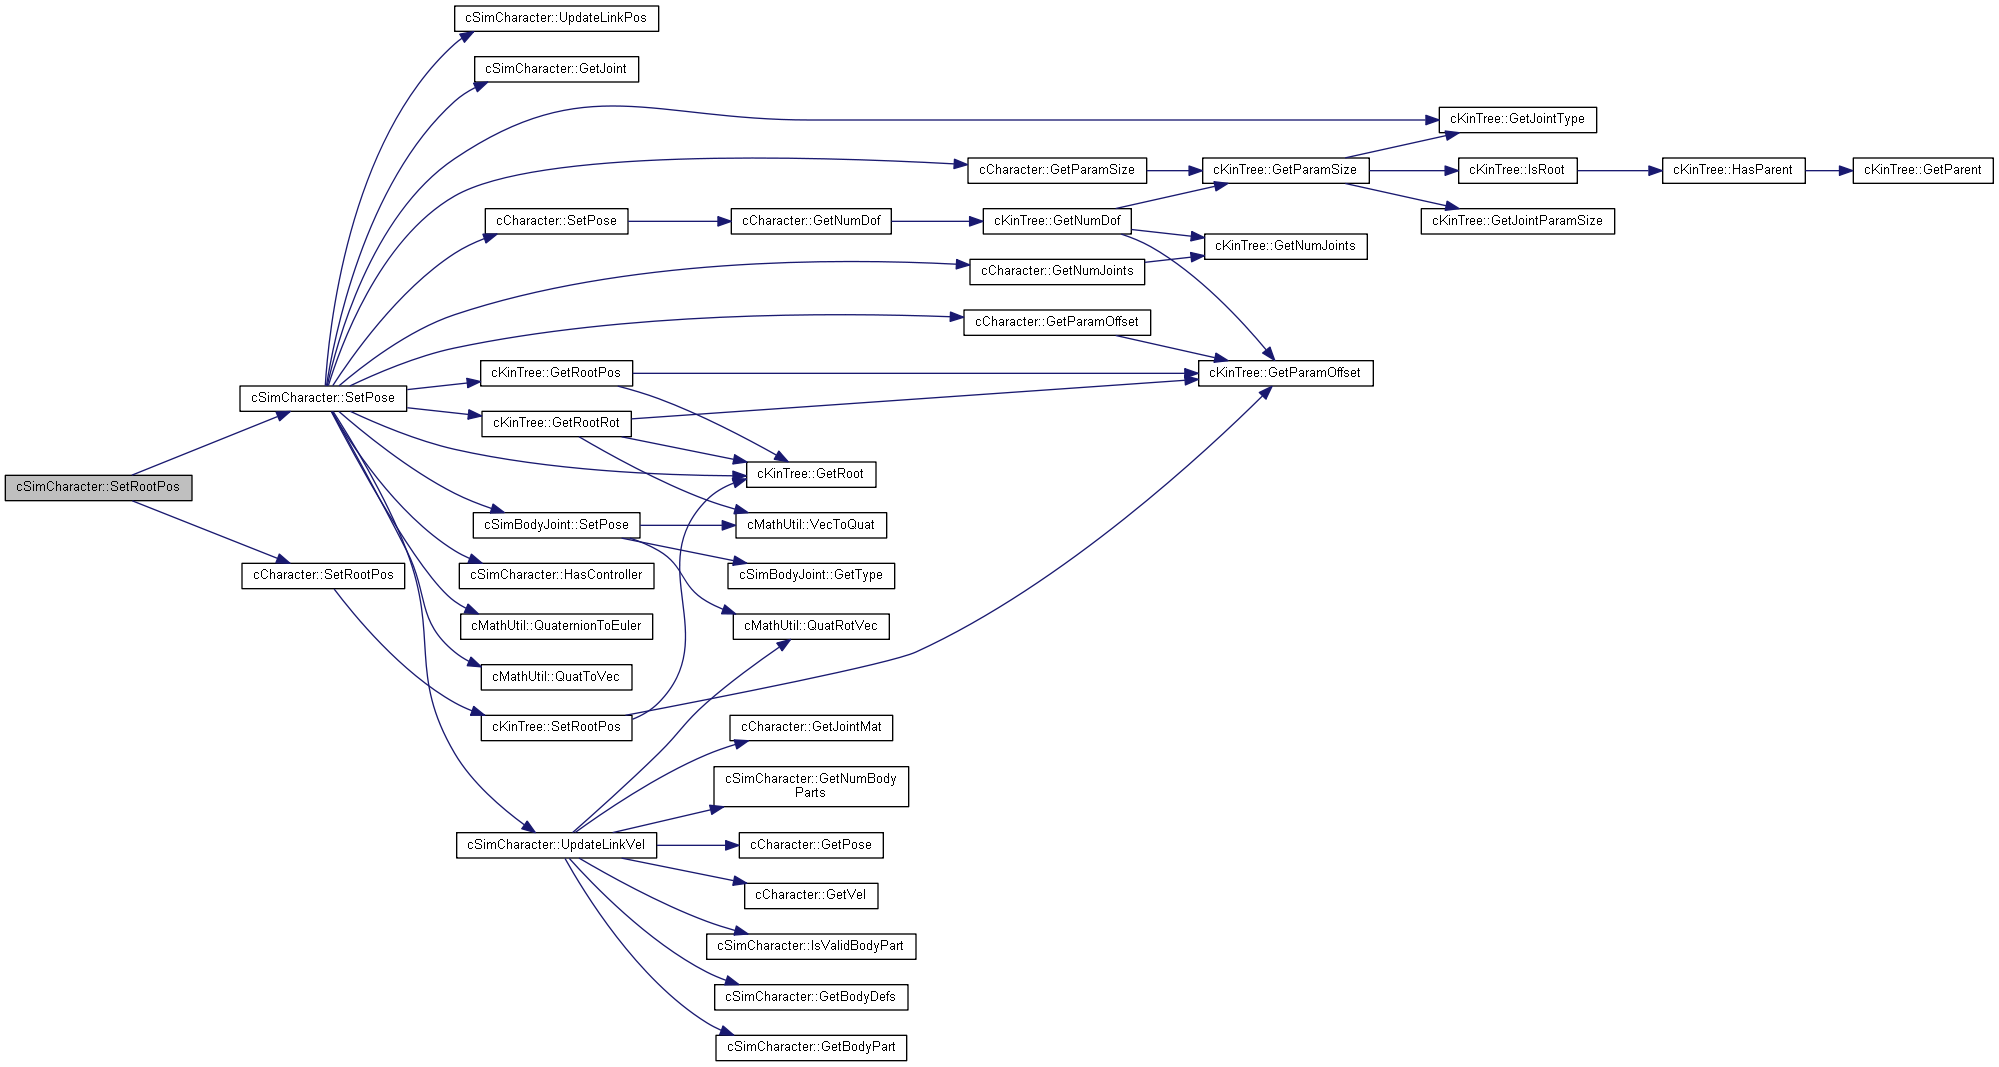 cSimCharacter::UpdateLinkPos
cSimCharacter::GetJoint
cKinTree::GetJointType
cCharacter::GetParamSize
cKinTree::GetParamSize
cKinTree::IsRoot
cKinTree::HasParent
cKinTree::GetParent
cCharacter::SetPose
cCharacter::GetNumDof
cKinTree::GetNumDof
cKinTree::GetJointParamSize
cKinTree::GetNumJoints
cCharacter::GetNumJoints
cCharacter::GetParamOffset
cKinTree::GetRootPos
cKinTree::GetParamOffset
cSimCharacter::SetPose
cKinTree::GetRootRot
cKinTree::GetRoot
cSimCharacter::SetRootPos
cSimBodyJoint::SetPose
cMathUtil::VecToQuat
cCharacter::SetRootPos
cSimCharacter::HasController
cSimBodyJoint::GetType
cMathUtil::QuaternionToEuler
cMathUtil::QuatRotVec
cMathUtil::QuatToVec
cKinTree::SetRootPos
cCharacter::GetJointMat
cSimCharacter::GetNumBody
Parts
cSimCharacter::UpdateLinkVel
cCharacter::GetPose
cCharacter::GetVel
cSimCharacter::IsValidBodyPart
cSimCharacter::GetBodyDefs
cSimCharacter::GetBodyPart